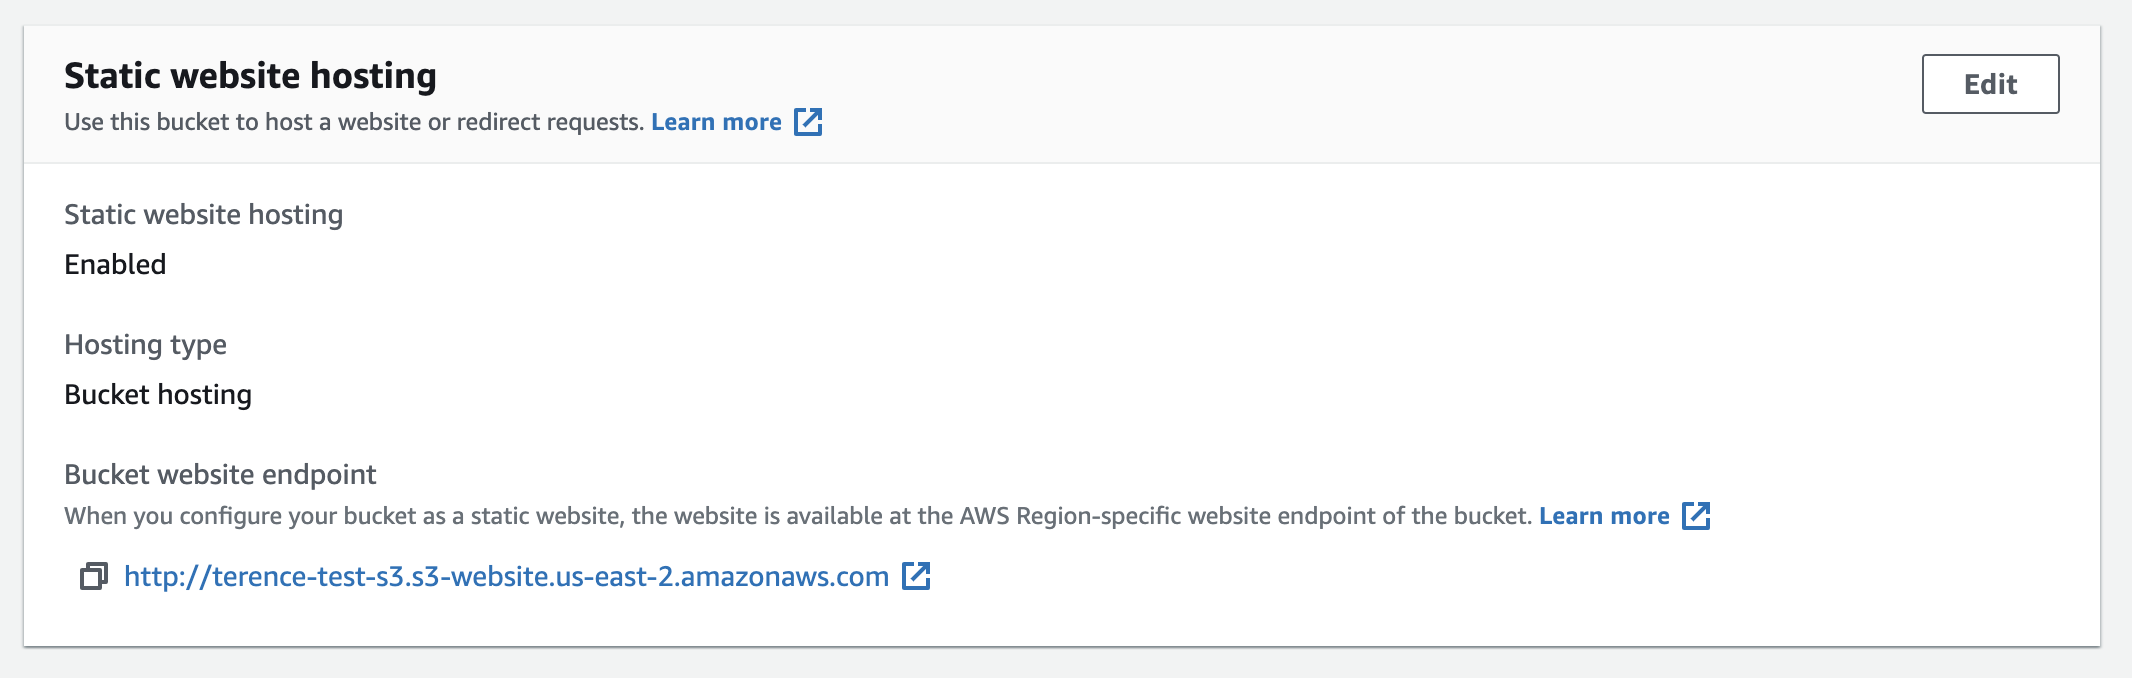 Static website hosting
Edit
Use this bucket to host a website or redirect requests. Learn more
Static website hosting
Enabled
Hosting type
Bucket hosting
Bucket website endpoint
When you configure your bucket as a static website, the website is available at the AWS Region-specific website endpoint of the bucket. Learn more
http://terence-test-s3.s3-website.us-east-2.amazonaws.com